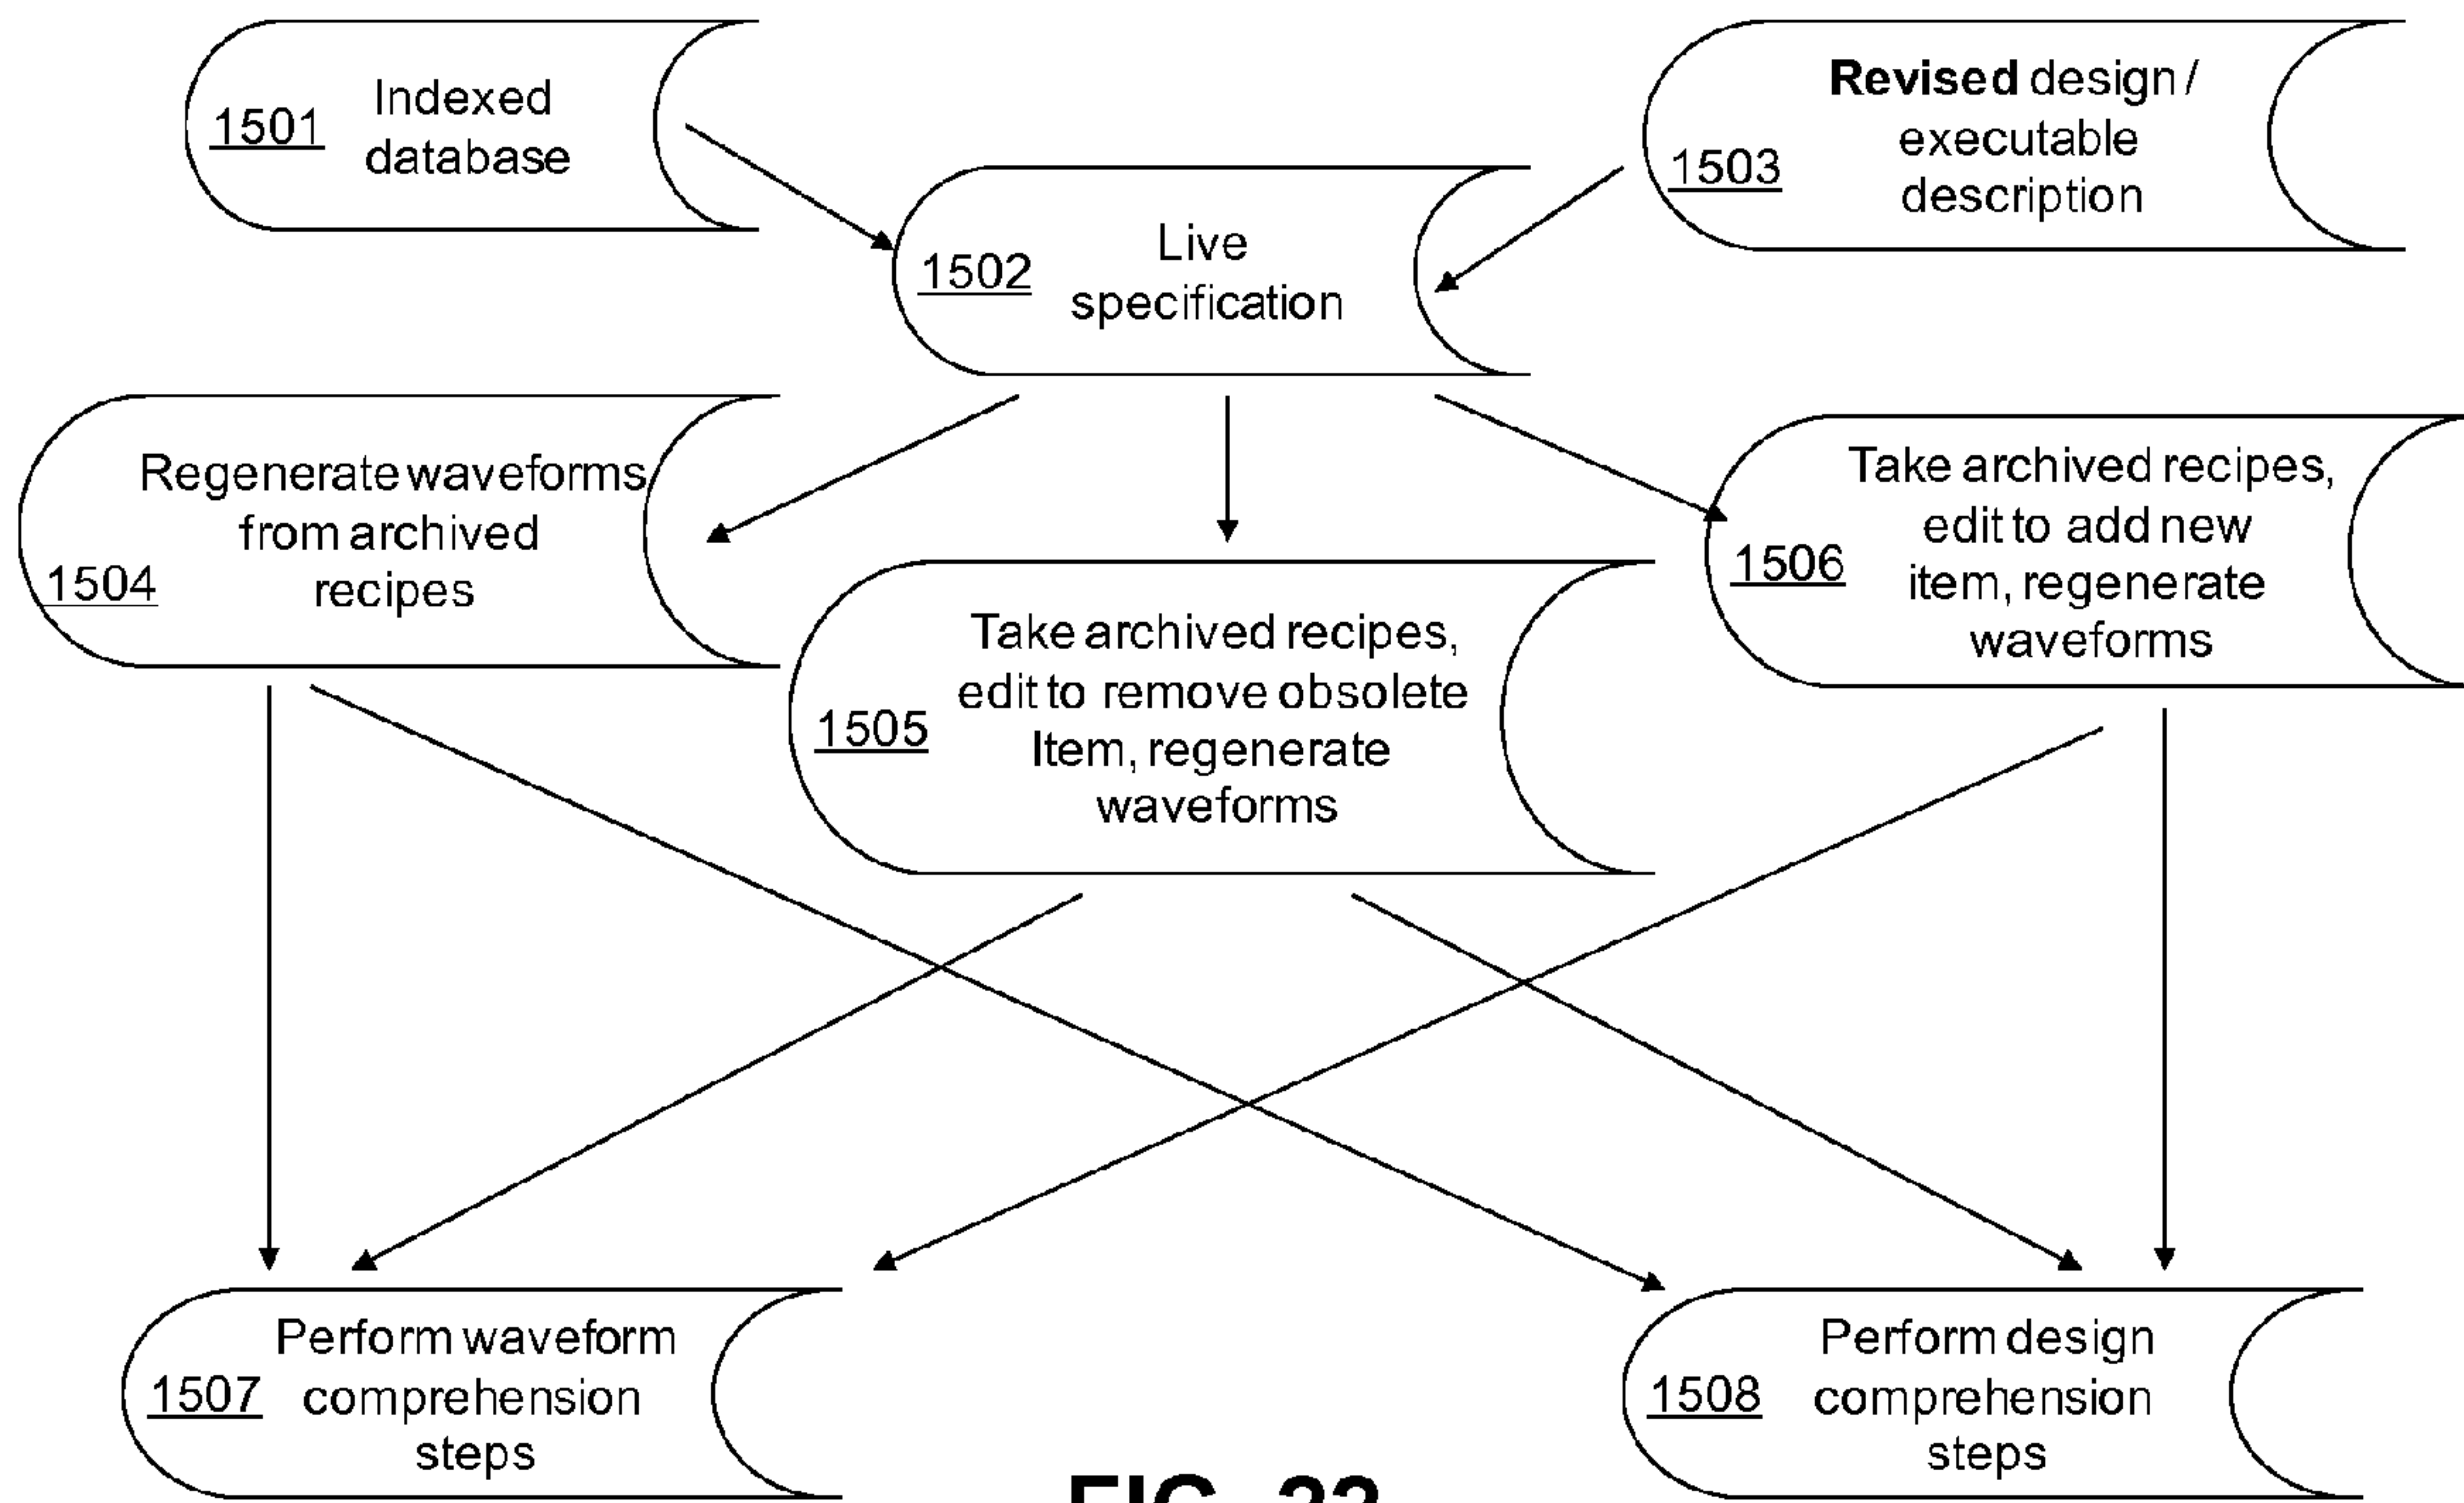 1501
Indexed
database
Revised design /
executable
description
1503
Live
specification
1502
Regenerate waveforms
from archived
recipes
1504
Take archived recipes,
edit to remove obsolete
Item, regenerate
waveforms
1505
Take archived recipes,
edit to add new
item, regenerate
waveforms
1506
Perform waveform
comprehension
steps
1507
Perform design
comprehension
steps
1508